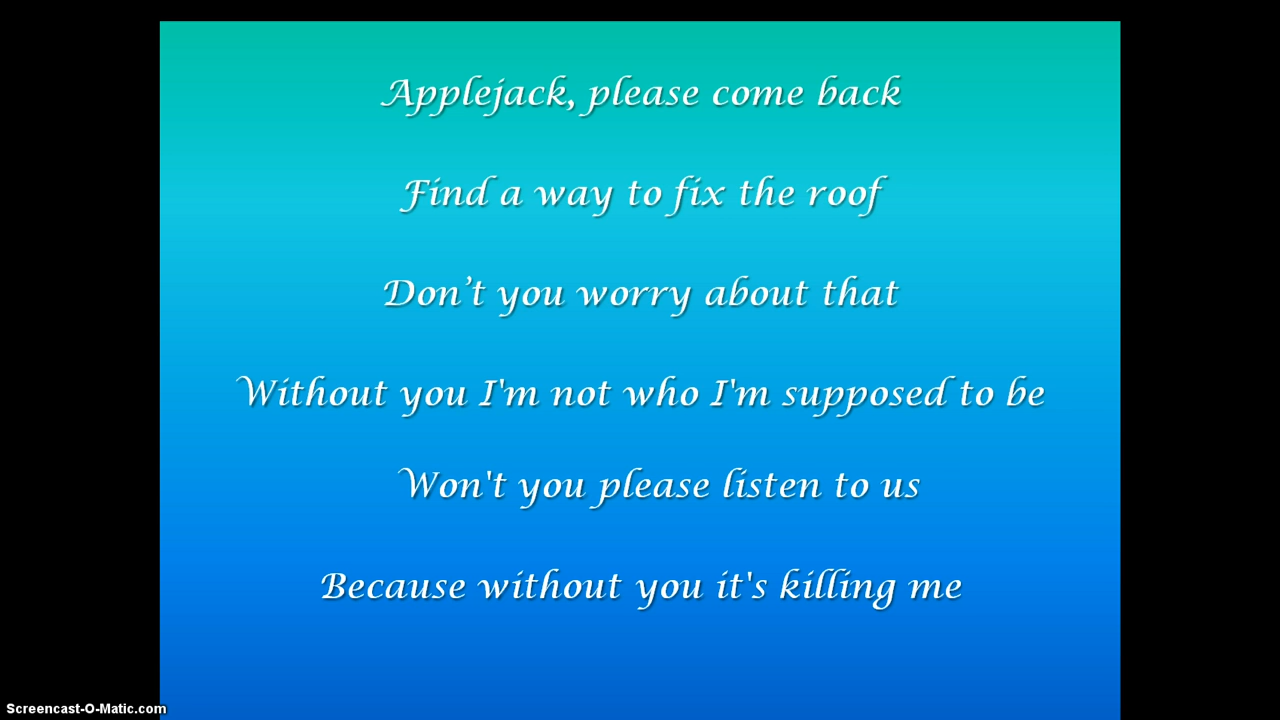 Applejack, please come back
Find a way to fix the roof
Don’t you worry about that
Without you I'm not who I'm supposed to be
Won't you please listen to us
Because without you it's killing me
Screencast-O-Matic.com